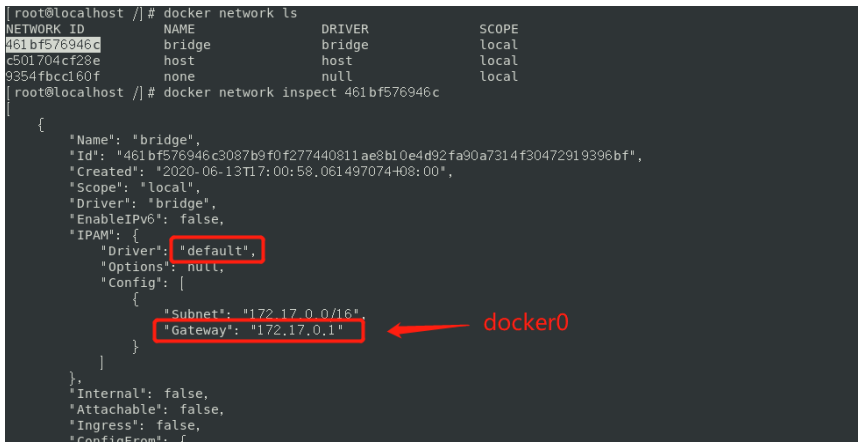 [root@localhost /]# docker network ls
NETWORK ID NAME DRIVER SCOPE
461bf576946c bridge bridge local
c501704cf28e host host local
9354fbcc160f none null local
[root@localhost /]# docker network inspect 461bf576946c
[
{
"Name": "bridge",
"Id": "461bf576946c3087b9f0f277440811ae8b10e4d92fa90a7314f30472919396bf",
"Created": "2020-06-13T17:00:58.061497074+08:00",
"Scope": "local",
"Driver": "bridge",
"EnableIPv6": false,
"IPAM": {
"Driver": "default",
"Options": null,
"Config": [
{
"Subnet": "172.17.0.0/16",
"Gateway": "172.17.0.1"
docker0
}
]
},
"Internal": false,
"Attachable": false,
"Ingress": false,
"ConfigFrom": {